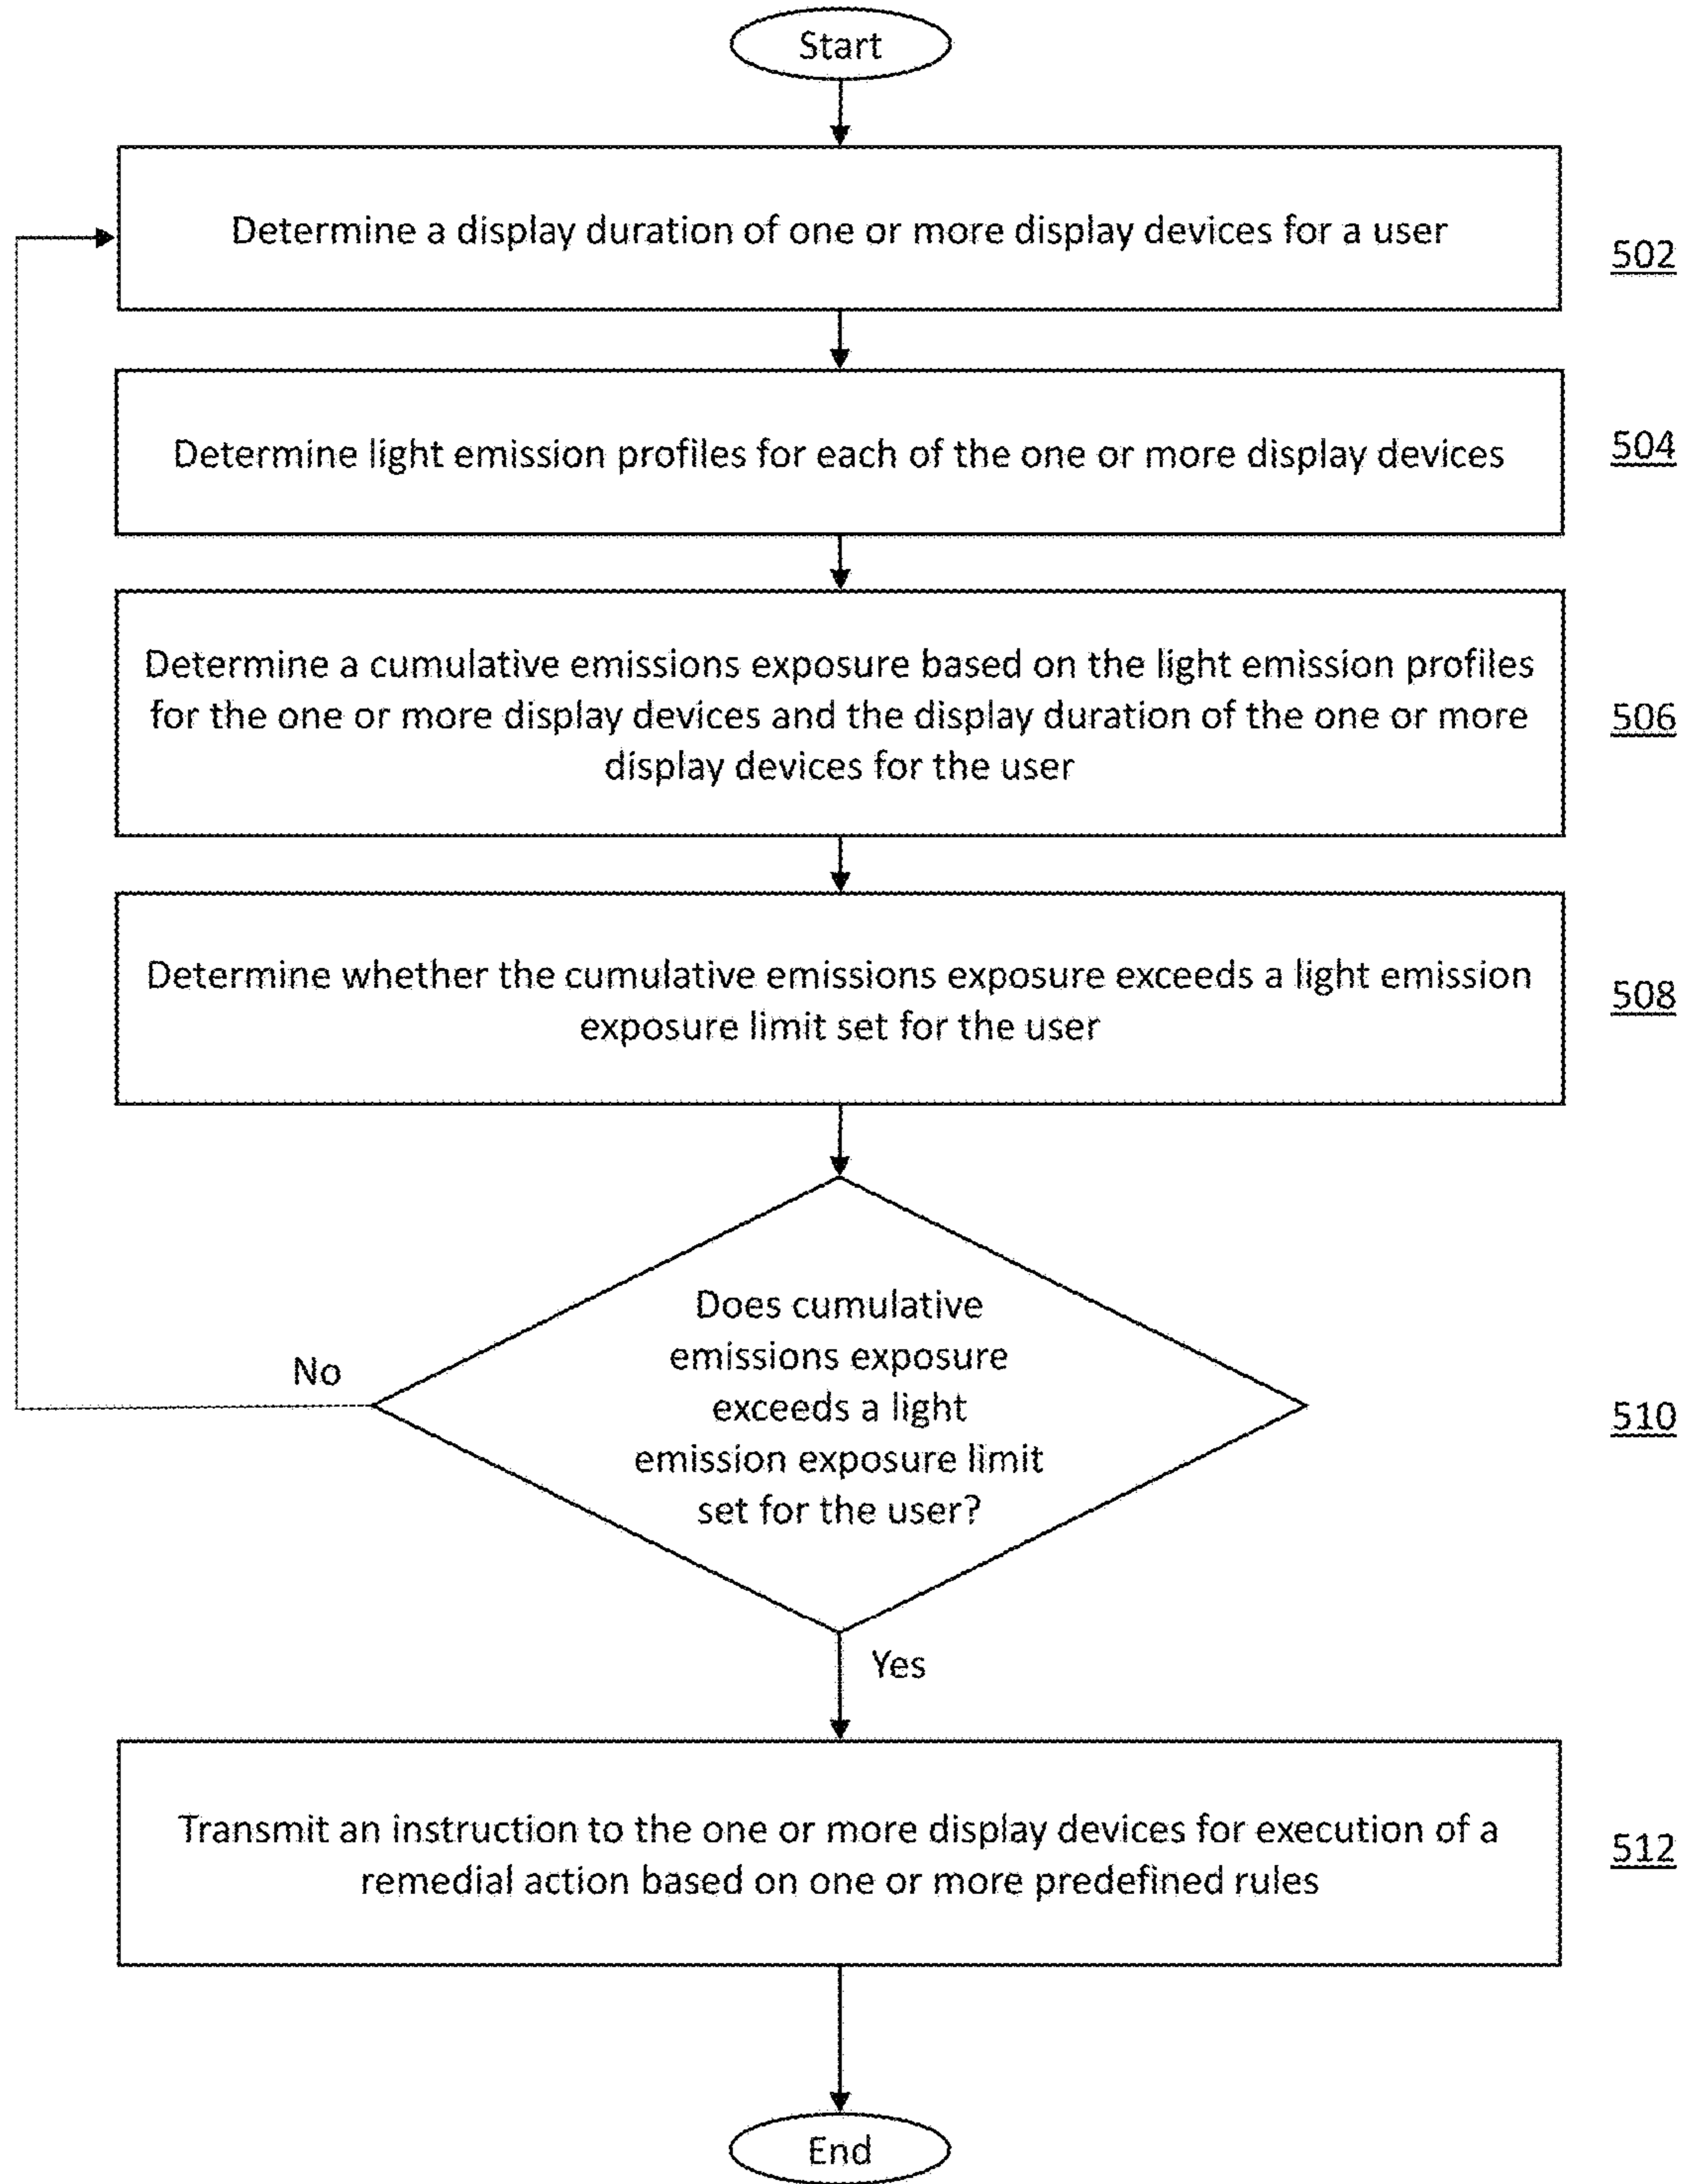 Start
Determine a display duration of one or more display devices for a user
502
Determine light emission profiles for each of the one or more display devices
504
Determine a cumulative emissions exposure based on the light emission profiles
for the one or more display devices and the display duration of the one or more
display devices for the user
506
Determine whether the cumulative emissions exposure exceeds a light emission
exposure limit set for the user
508
Does cumulative
emissions exposure
exceeds a light
emission exposure limit
set for the user?
No
510
Yes
Transmit an instruction to the one or more display devices for execution of a
remedial action based on one or more predefined rules
512
End